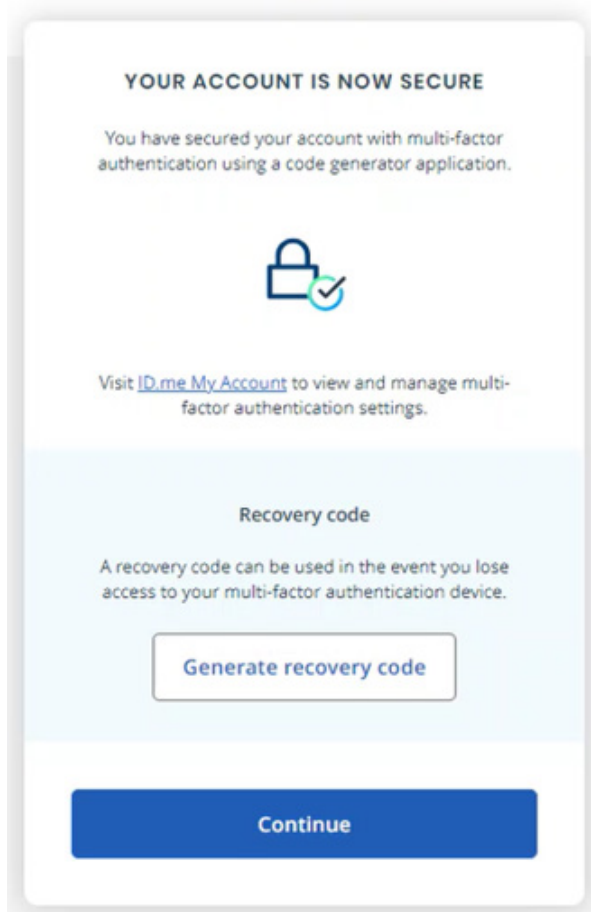 YOUR ACCOUNT IS NOW SECURE
You have secured your account with multi-factor
authentication using a code generator application.
Visit ID.me My Account to view and manage multi-
factor authentication settings.
Recovery code
A recovery code can be used in the event you lose
access to your multi-factor authentication device.
Generate recovery code
Continue